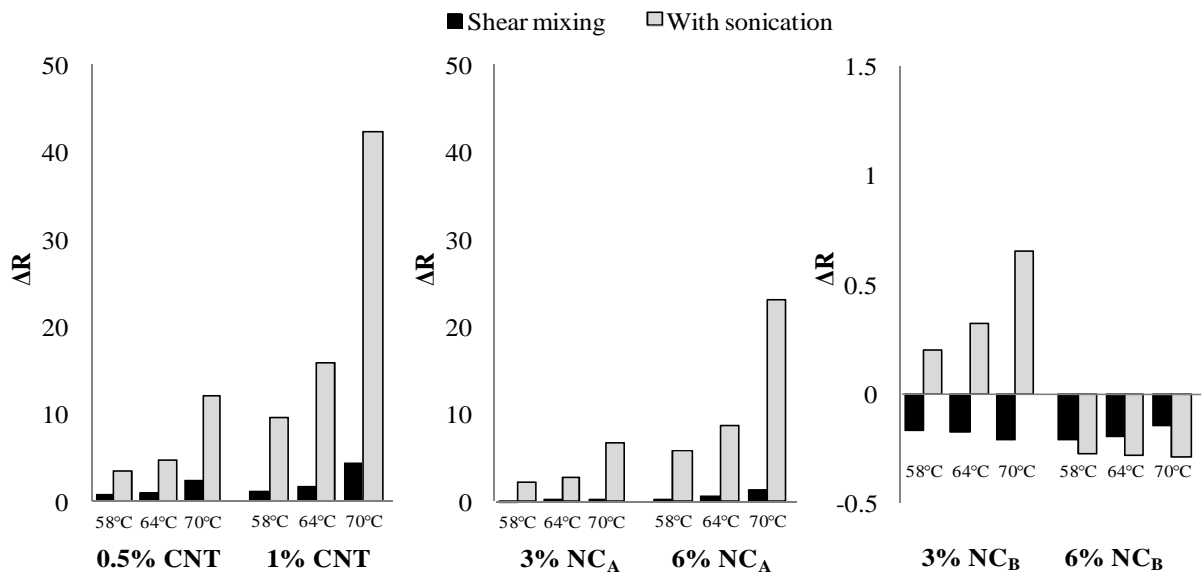 Shear mixing With sonication
50
40
30
20
10
0
ΔR
58°C 64°C 70°C 58°C 64°C 70°C
0.5% CNT 1% CNT
50
40
30
20
10
0
ΔR
58°C 64°C 70°C 58°C 64°C 70°C
3% NCA 6% NCA
1.5
1
0.5
0
-0.5
ΔR
58°C 64°C 70°C 58°C 64°C 70°C
3% NCB 6% NCB